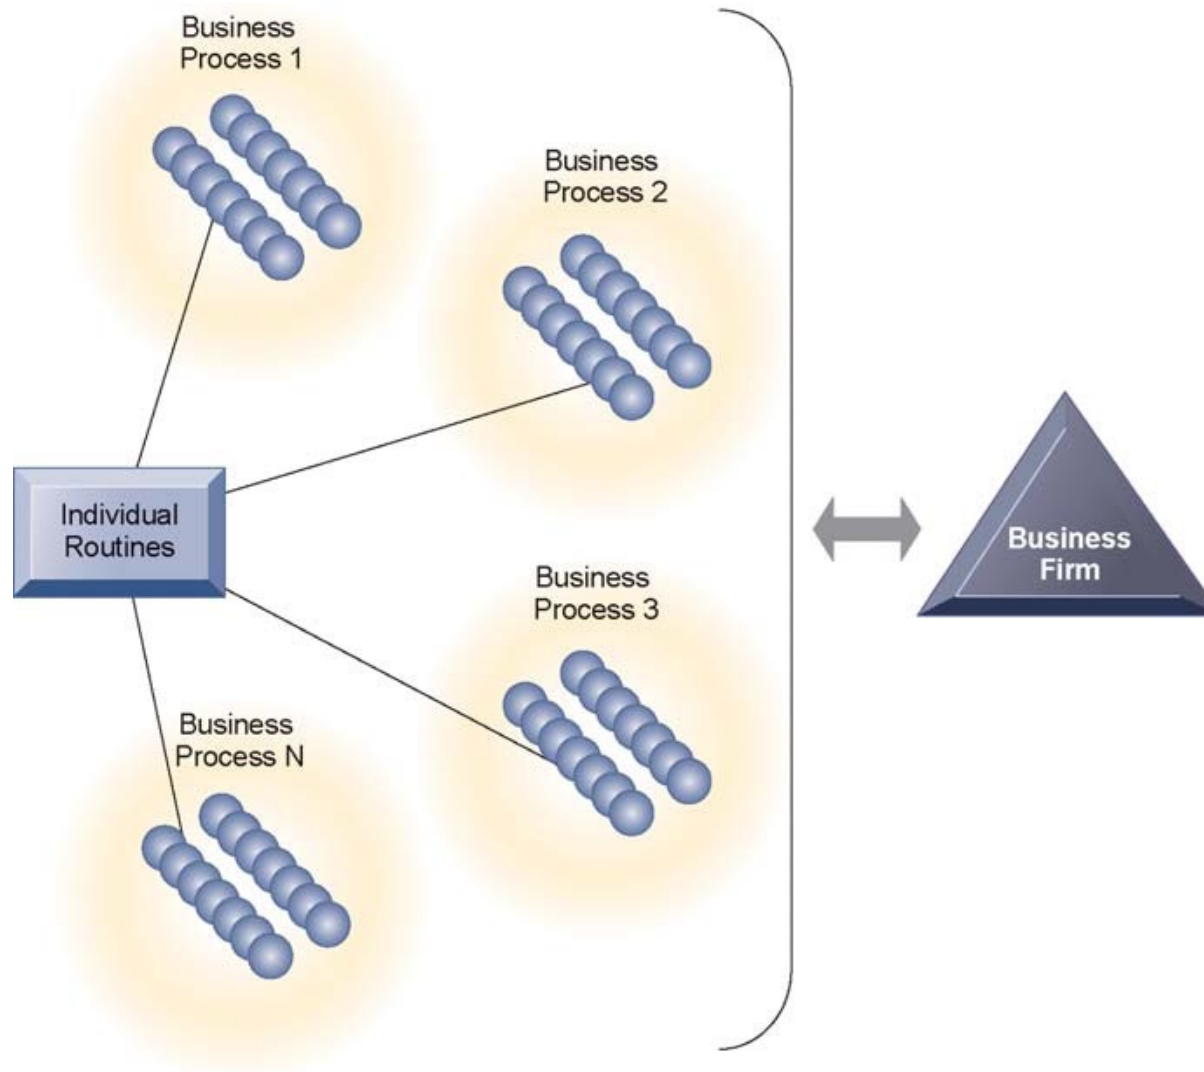 Business
Process 1
Business
Process 2
Individual
Routines
Business
Firm
Business
Process 3
Business
Process N